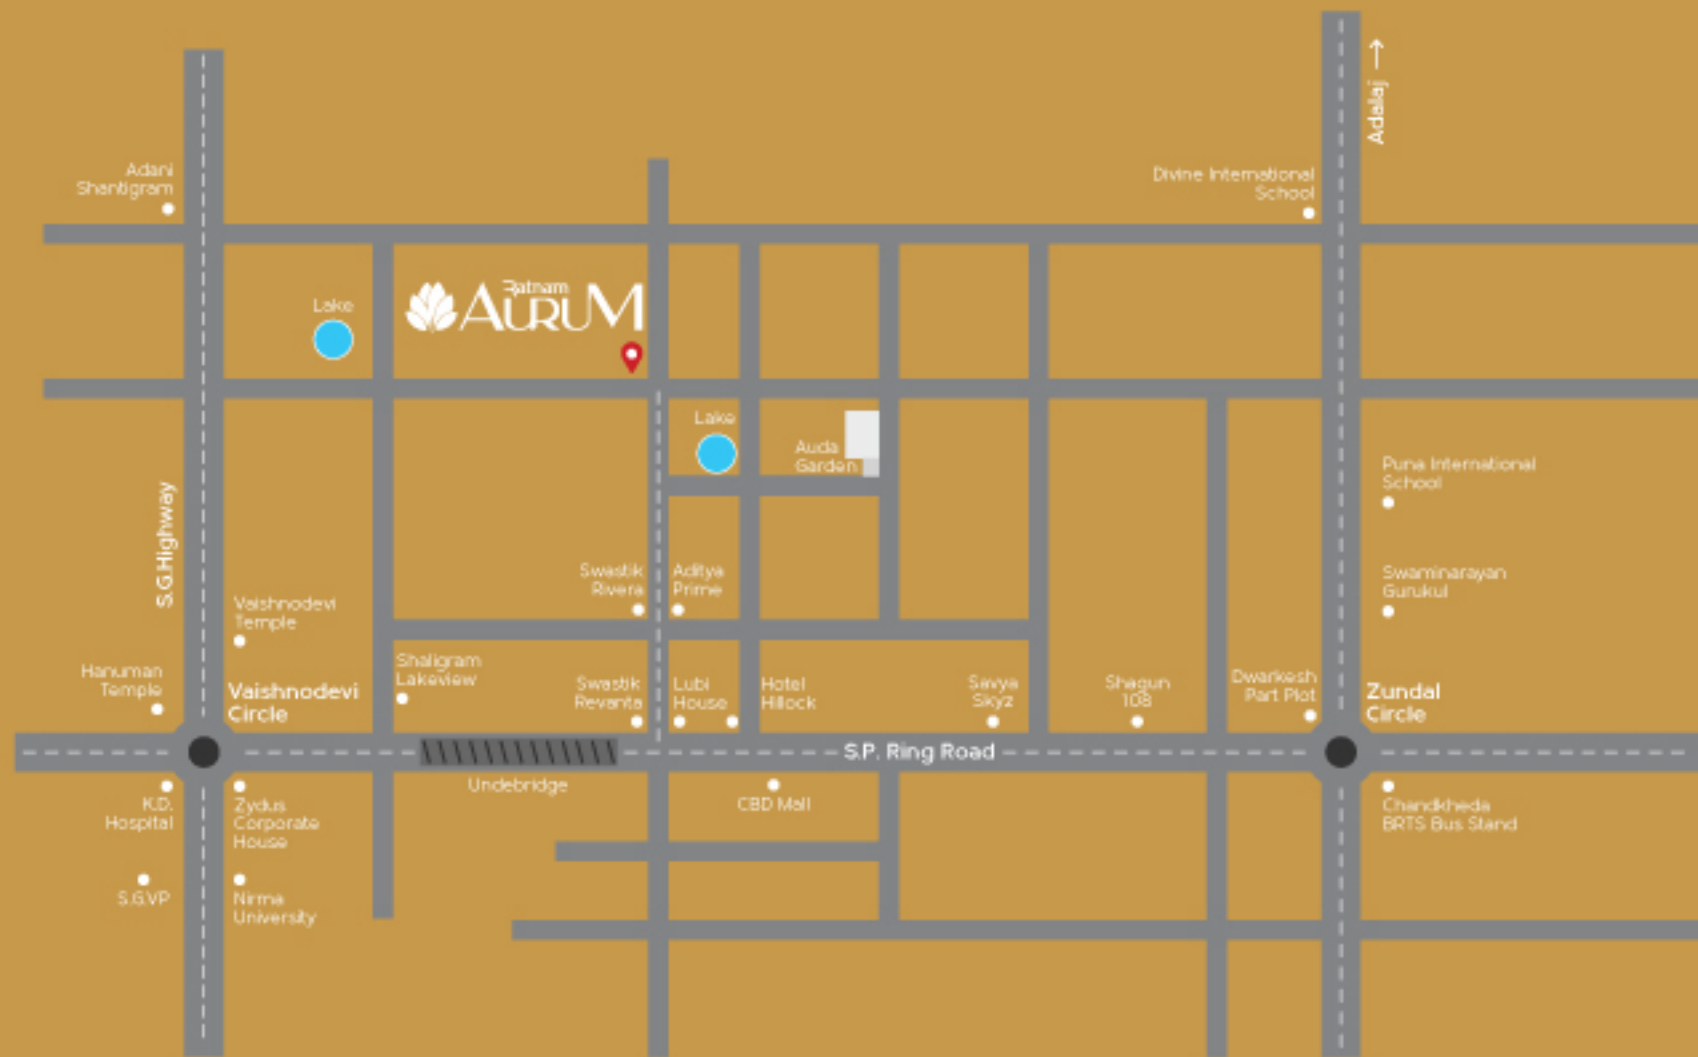 Adalaj
Adani
Shantigram
Divine International
School
Lake
Ratnam
AURUM
Lake
Auda
Garden
Puna International
School
S.G.Highway
Swastik
Rivera
Aditya
Prime
Swaminarayan
Gurukul
Vaishnodevi
Temple
Hanuman
Temple
Vaishnodevi
Circle
Shaligram
Lakeview
Swastik
Revanta
Lubi
House
Hotel
Hillock
Savya
Skyz
Shagun
108
Dwarkesh
Part Plot
Zundal
Circle
S.P. Ring Road
Undebridge
K.D.
Hospital
Zydus
Corporate
House
CBD Mall
Chandkheda
BRTS Bus Stand
S.G.VP
Nirma
University